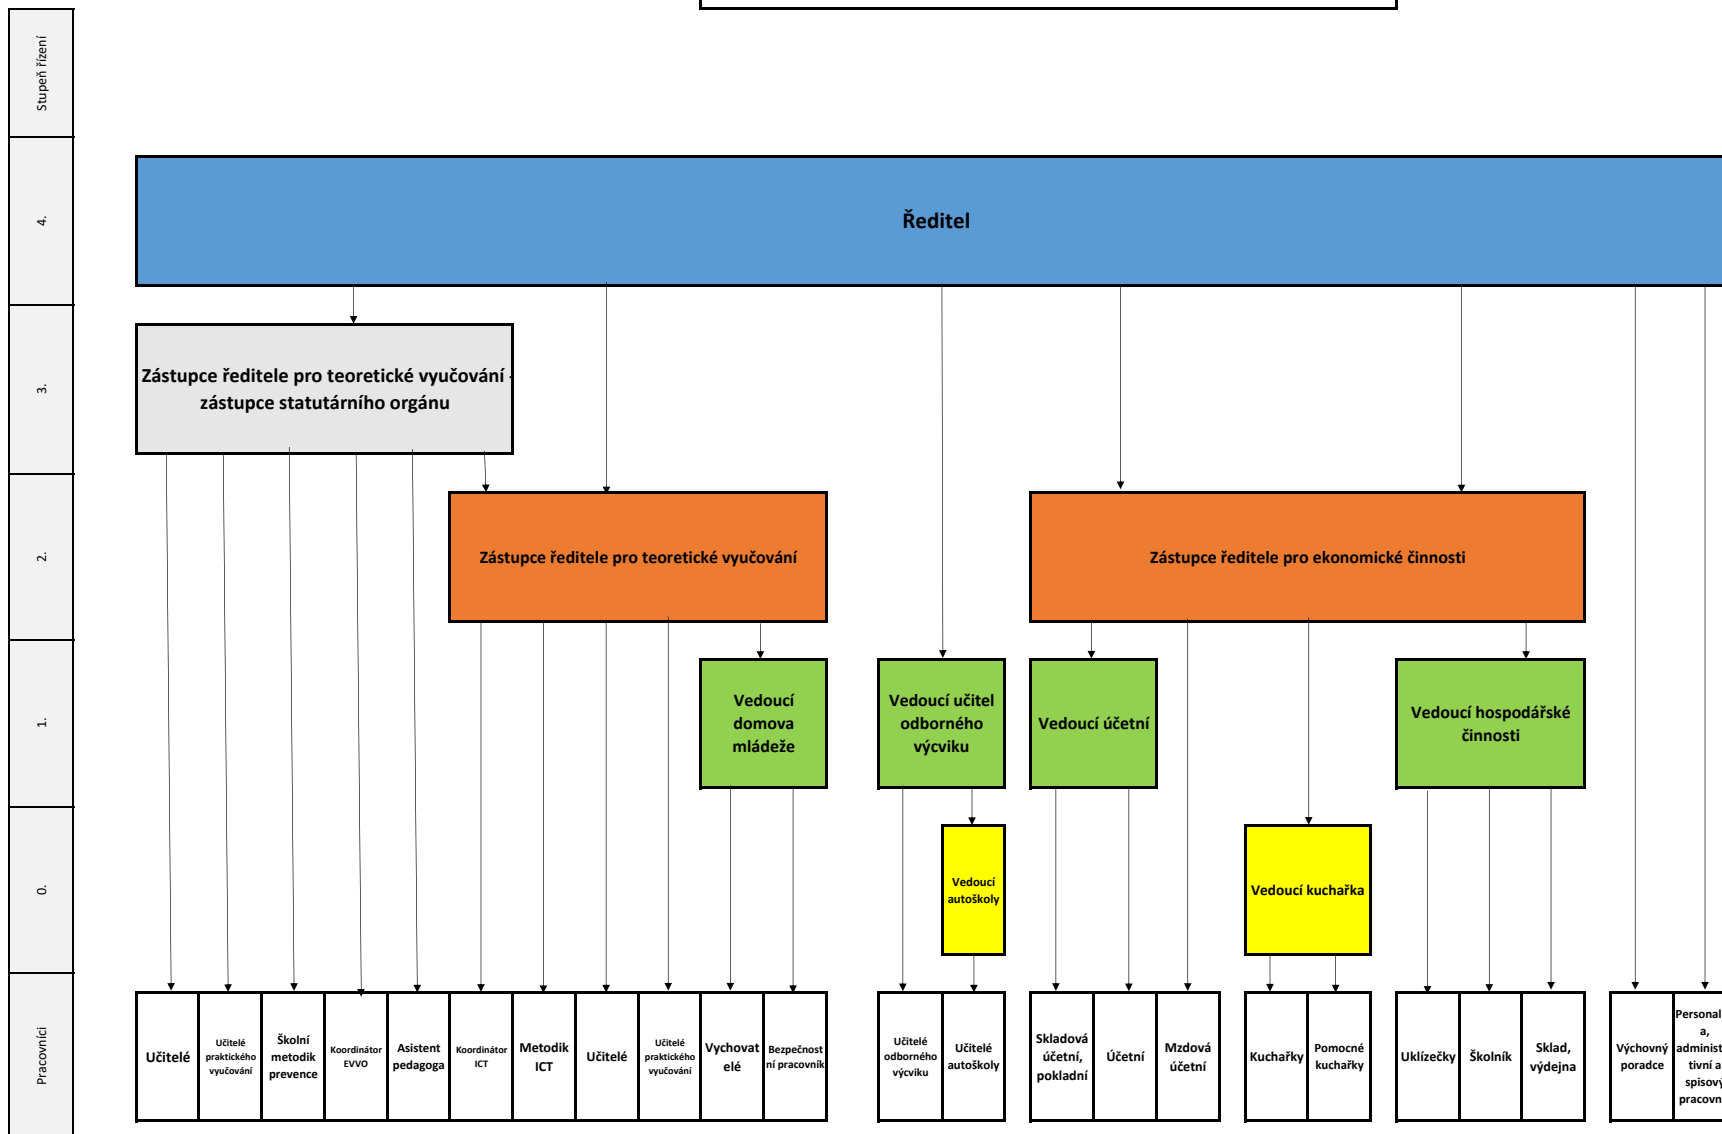 Stupeň řízení
4.
Ředitel
3.
Zástupce ředitele pro teoretické vyučování -
zástupce statutárního orgánu
2.
Zástupce ředitele pro teoretické vyučování
Zástupce ředitele pro ekonomické činnosti
1.
Vedoucí
domova
mládeže
Vedoucí učitel
odborného
výcviku
Vedoucí účetní
Vedoucí hospodářské
činnosti
0.
Vedoucí
autoškoly
Vedoucí kuchařka
Pracovníci
Učitelé
Učitelé
praktického
vyučování
Školní
metodik
prevence
Koordinátor
EVVO
Asistent
pedagoga
Koordinátor
ICT
Metodik
ICT
Učitelé
Učitelé
praktického
vyučování
Vychovat
elé
Bezpečnost
ní pracovník
Učitelé
odborného
výcviku
Učitelé
autoškoly
Skladová
účetní,
pokladní
Účetní
Mzdová
účetní
Kuchařky
Pomocné
kuchařky
Uklízečky
Školník
Sklad,
výdejna
Výchovný
poradce
Personal
a,
administ
tivní a
spisov
pracovn